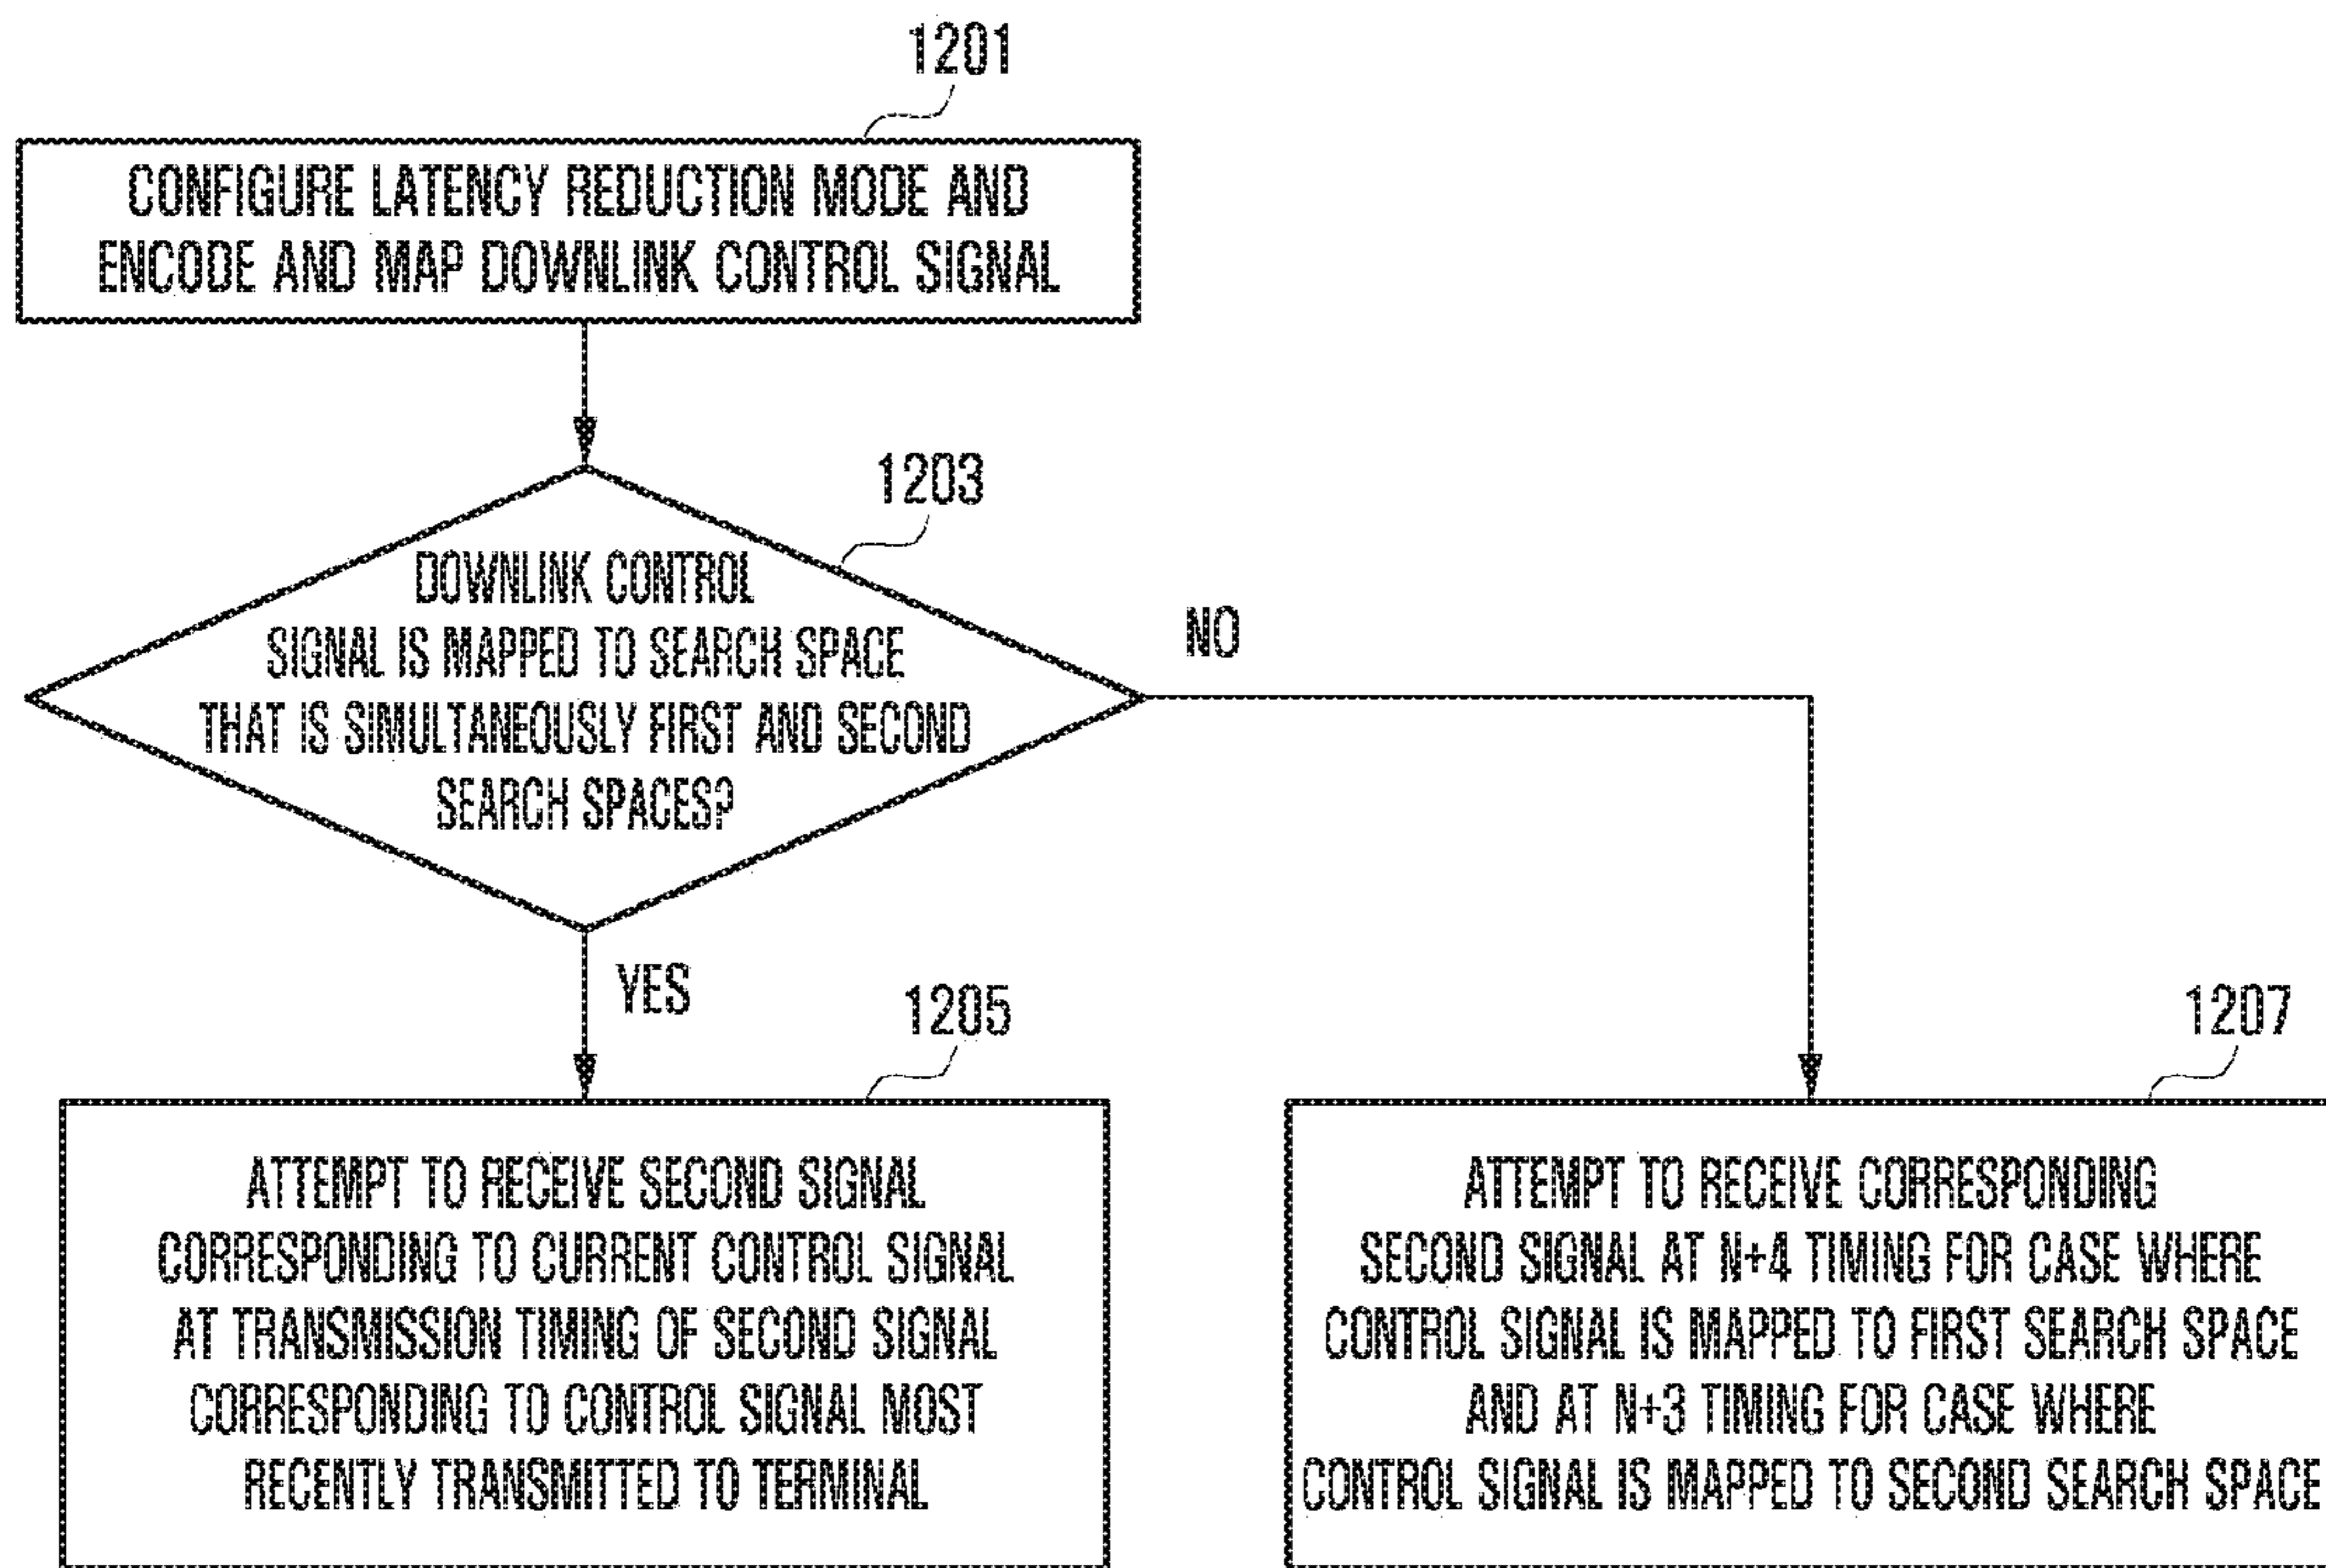 1201
CONFIGURE LATENCY REDUCTION MODE AND
ENCODE AND MAP DOWNLINK CONTROL SIGNAL
1203
DOWNLINK CONTROL
SIGNAL IS MAPPED TO SEARCH SPACE
THAT IS SIMULTANEOUSLY FIRST AND SECOND
SEARCH SPACES?
NO
YES
1205
ATTEMPT TO RECEIVE SECOND SIGNAL
CORRESPONDING TO CURRENT CONTROL SIGNAL
AT TRANSMISSION TIMING OF SECOND SIGNAL
CORRESPONDING TO CONTROL SIGNAL MOST
RECENTLY TRANSMITTED TO TERMINAL
1207
ATTEMPT TO RECEIVE CORRESPONDING
SECOND SIGNAL AT N+4 TIMING FOR CASE WHERE
CONTROL SIGNAL IS MAPPED TO FIRST SEARCH SPACE
AND AT N+3 TIMING FOR CASE WHERE
CONTROL SIGNAL IS MAPPED TO SECOND SEARCH SPACE